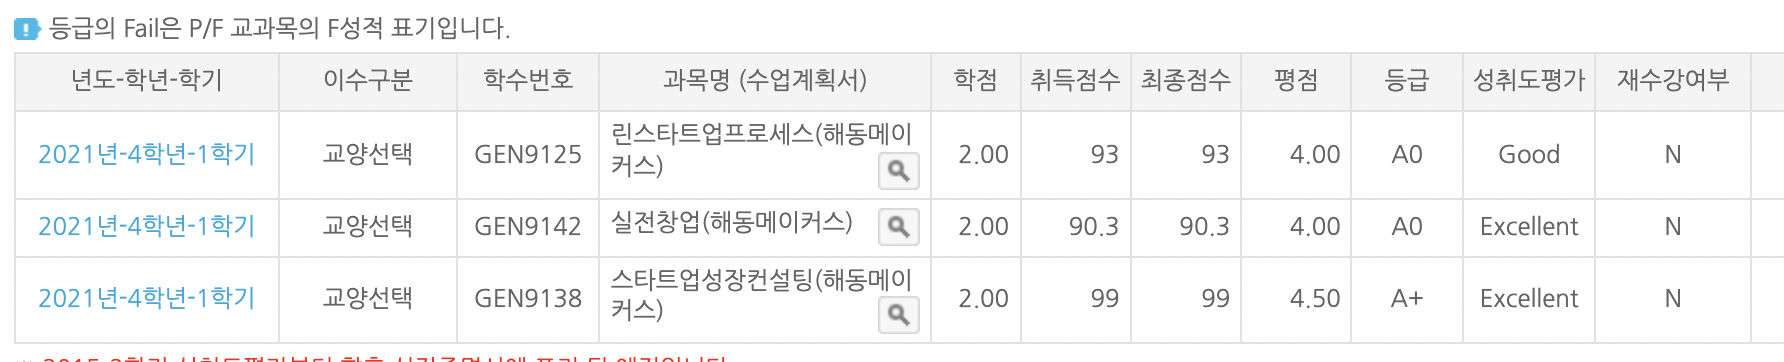 등급의 Fail은 P/F 교과목의 F성적 표기입니다.
년도-학년-학기 이수구분 학수번호 과목명 (수업계획서) 학점 취득점수 최종점수 평점 등급 성취도평가 재수강여부
2021년-4학년-1학기 교양선택 GEN9125 린스타트업프로세스(해동메이
커스) 2.00 93 93 4.00 A0 Good N
2021년-4학년-1학기 교양선택 GEN9142 실전창업(해동메이커스) 2.00 90.3 90.3 4.00 A0 Excellent N
2021년-4학년-1학기 교양선택 GEN9138 스타트업성장컨설팅(해동메이
커스) 2.00 99 99 4.50 A+ Excellent N